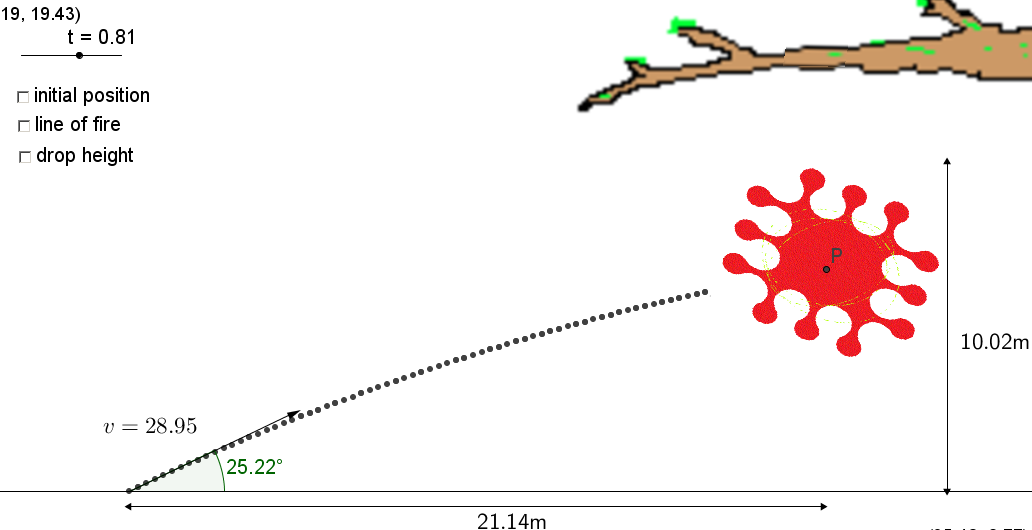 19, 19.43)
t = 0.81
initial position
line of fire
drop height
P
10.02m
v = 28.95
25.22°
21.14m